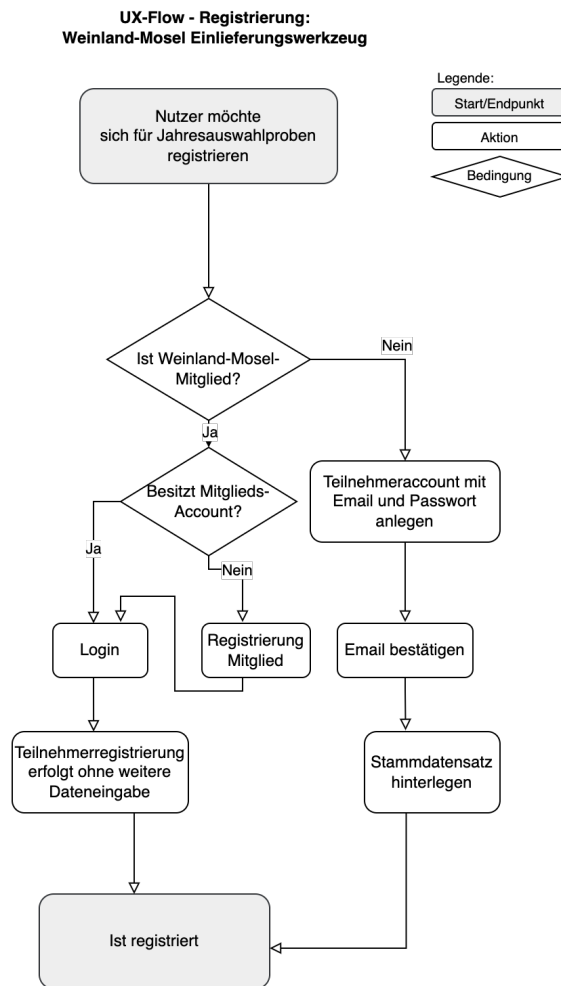 UX-Flow - Registrierung:
Weinland-Mosel Einlieferungswerkzeug
Legende:
Start/Endpunkt
Aktion
Bedingung
Nutzer möchte
sich für Jahresauswahlproben
registrieren
Ist Weinland-Mosel-
Mitglied?
Nein
Ja
Besitzt Mitglieds-
Account?
Teilnehmeraccount mit
Email und Passwort
anlegen
Ja
Nein
Login
Registrierung
Mitglied
Email bestätigen
Teilnehmerregistrierung
erfolgt ohne weitere
Dateneingabe
Stammdatensatz
hinterlegen
Ist registriert